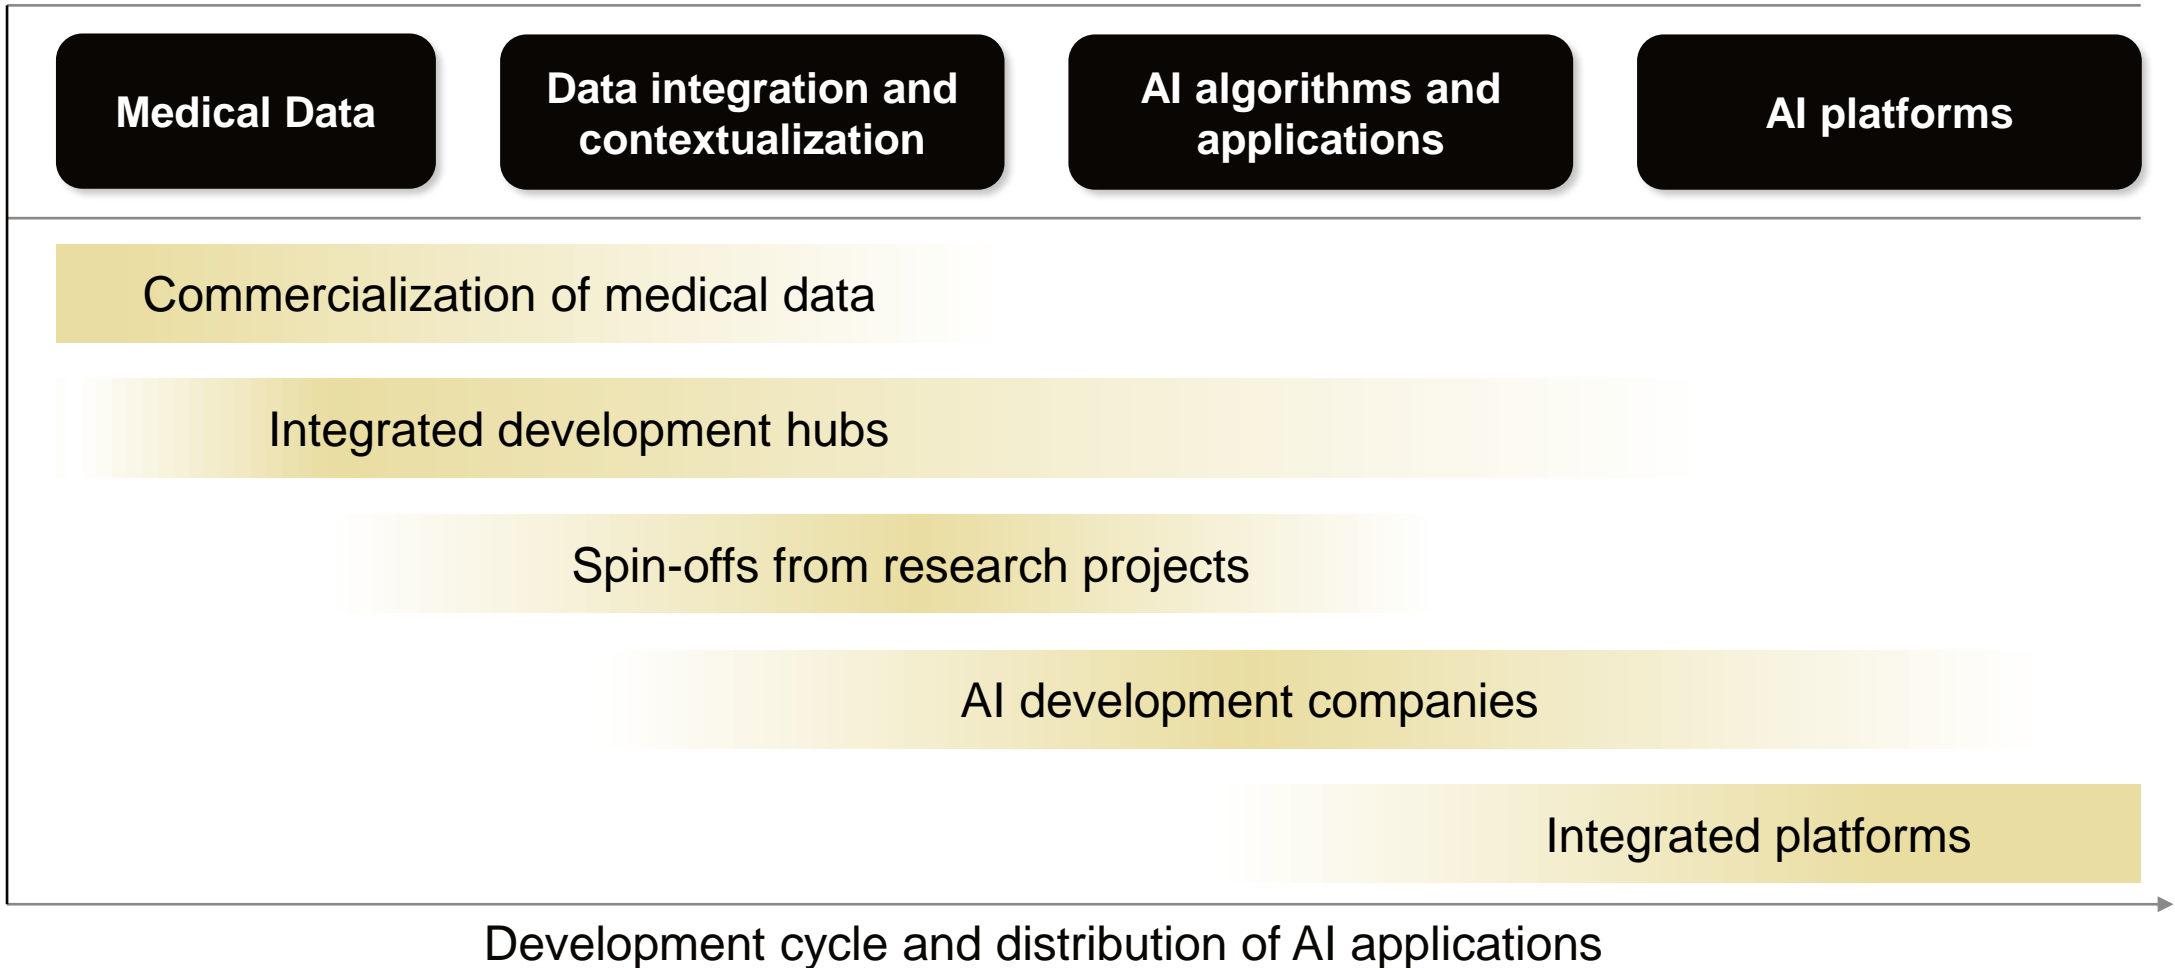 Medical Data
Data integration and
contextualization
AI algorithms and
applications
AI platforms
Commercialization of medical data
Integrated development hubs
Spin-offs from research projects
AI development companies
Integrated platforms
Development cycle and distribution of AI applications